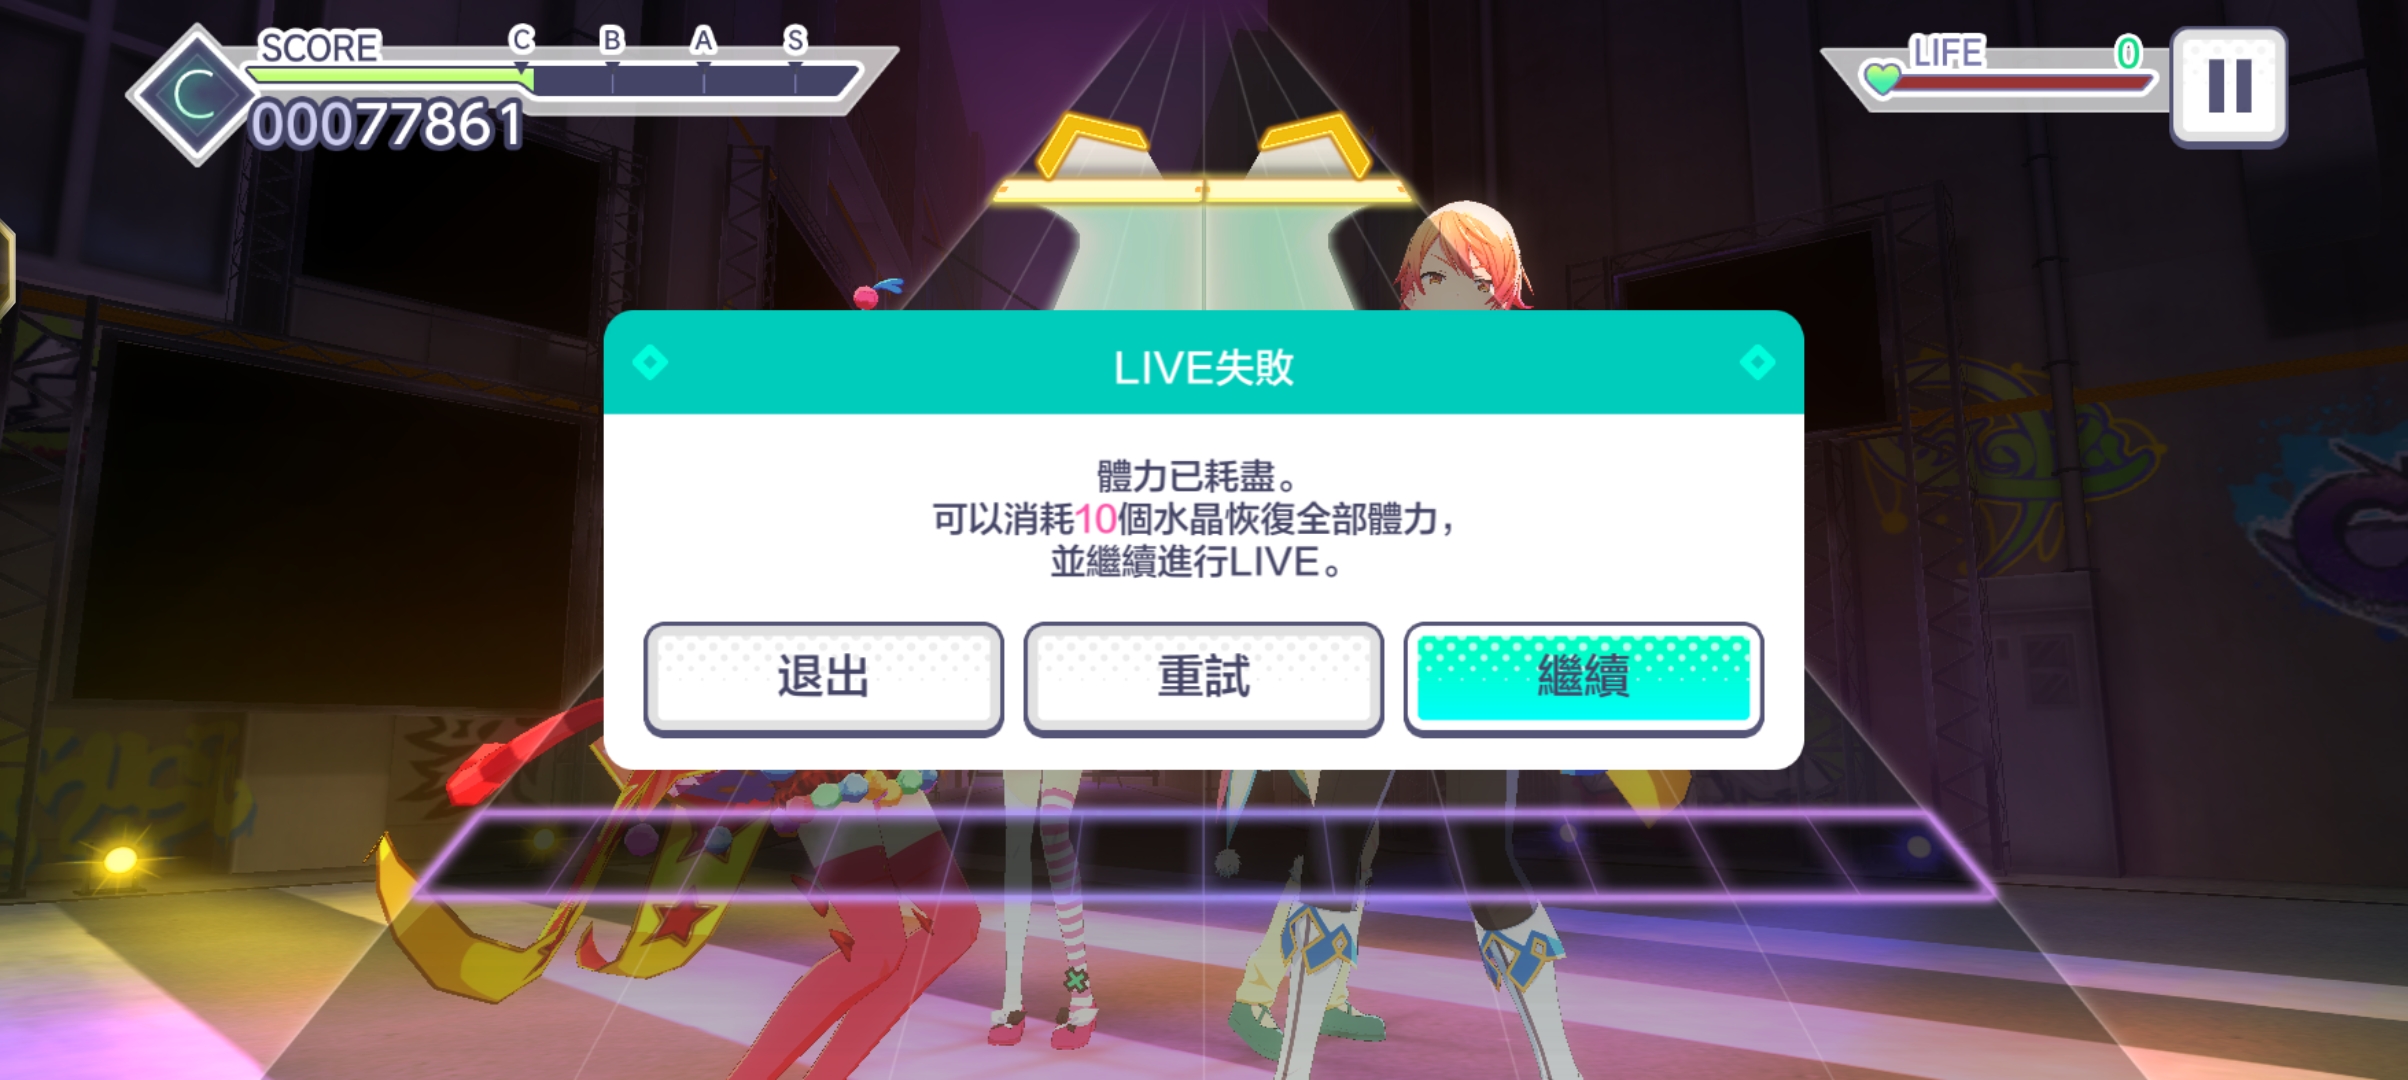 SCORE
C B A S
C
00077861
LIFE
0
LIVE失敗
體力已耗盡。
可以消耗10個水晶恢復全部體力，
並繼續進行LIVE。
退出
重試
繼續